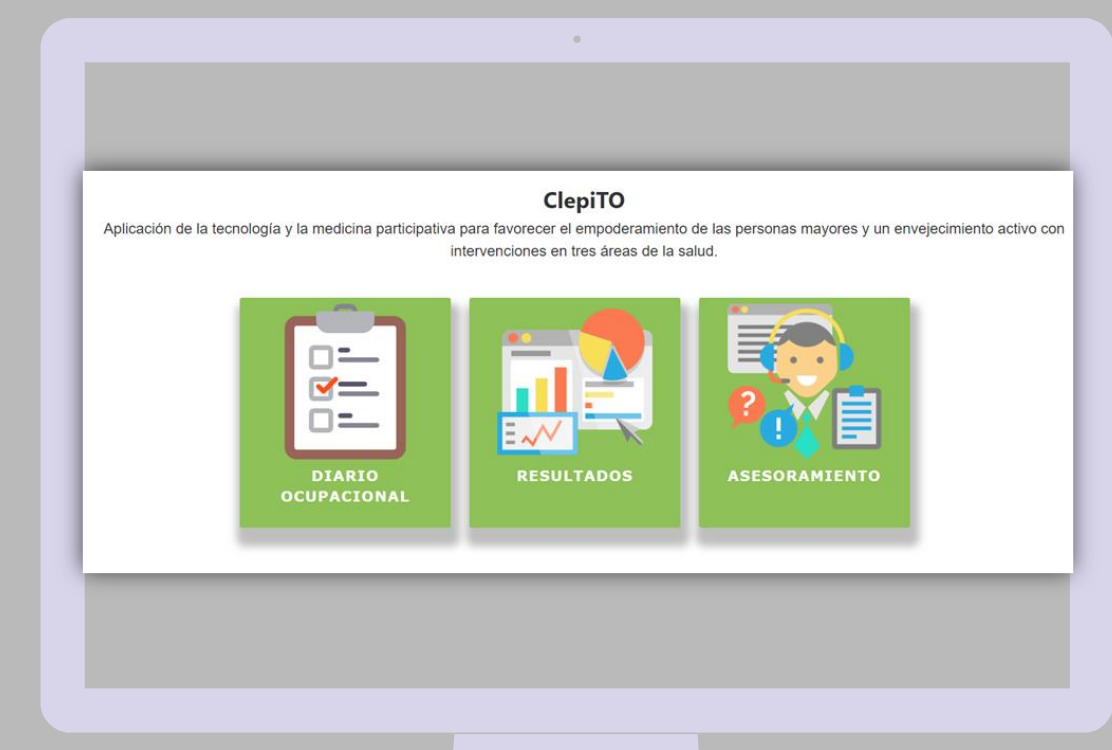 ClepiTO
Aplicación de la tecnología y la medicina participativa para favorecer el empoderamiento de las personas mayores y un envejecimiento activo con
intervenciones en tres áreas de la salud.
DIARIO
OCUPACIONAL
RESULTADOS
ASESORAMIENTO